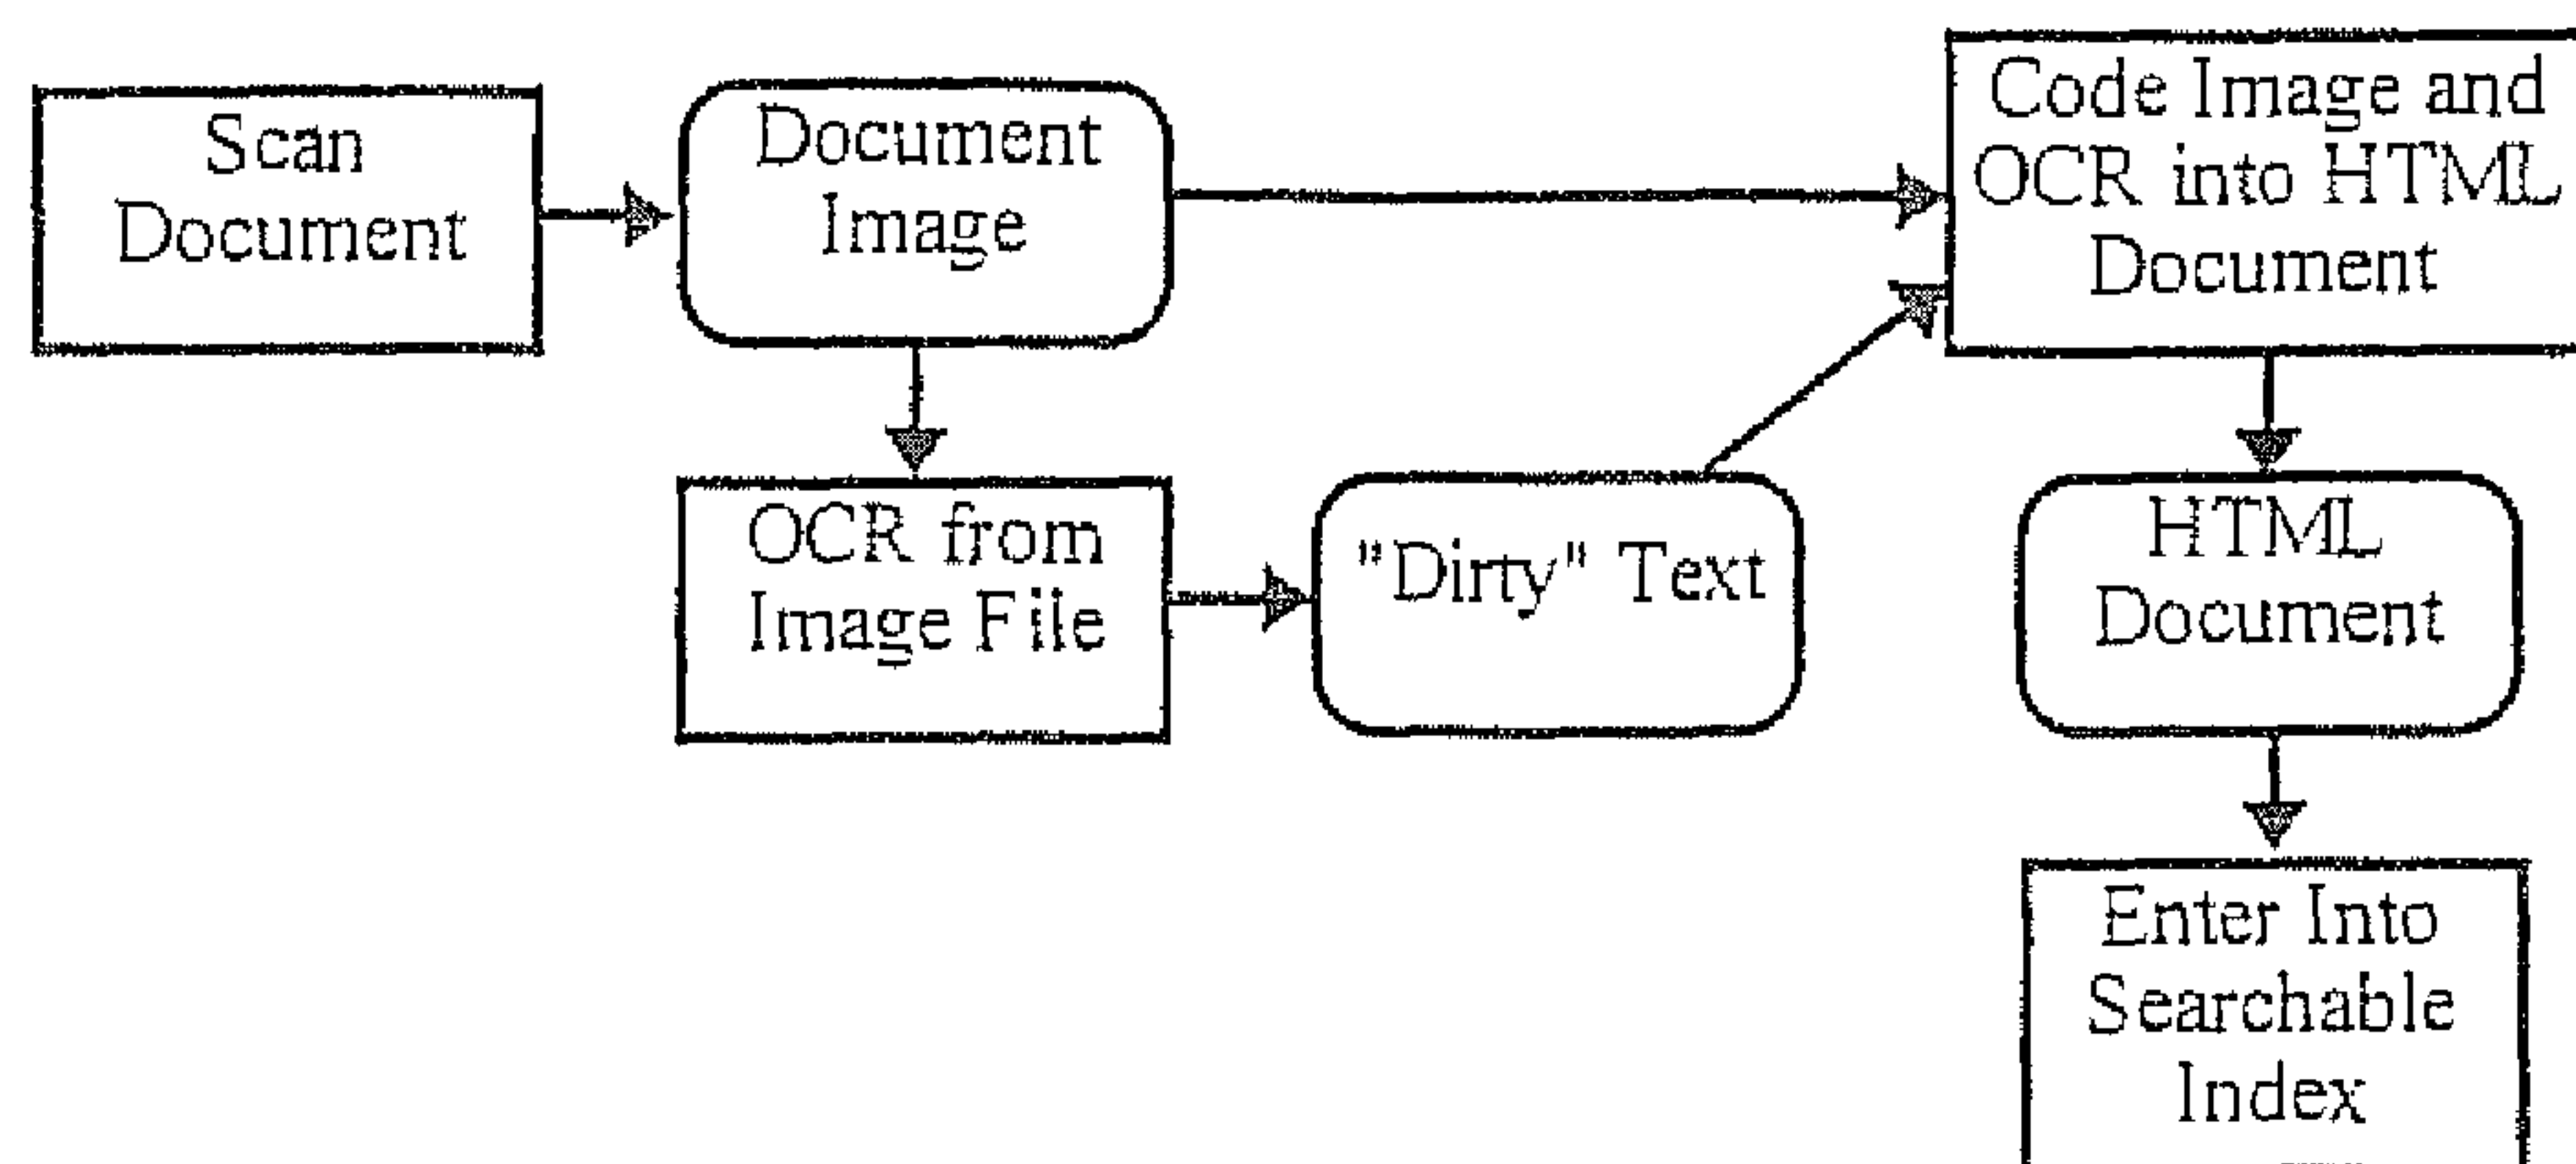 Scan
Document
Document
Image
Code Image and
OCR into HTML
Document
OCR from
Image File
"Dirty" Text
HTML
Document
Enter Into
Searchable
Index